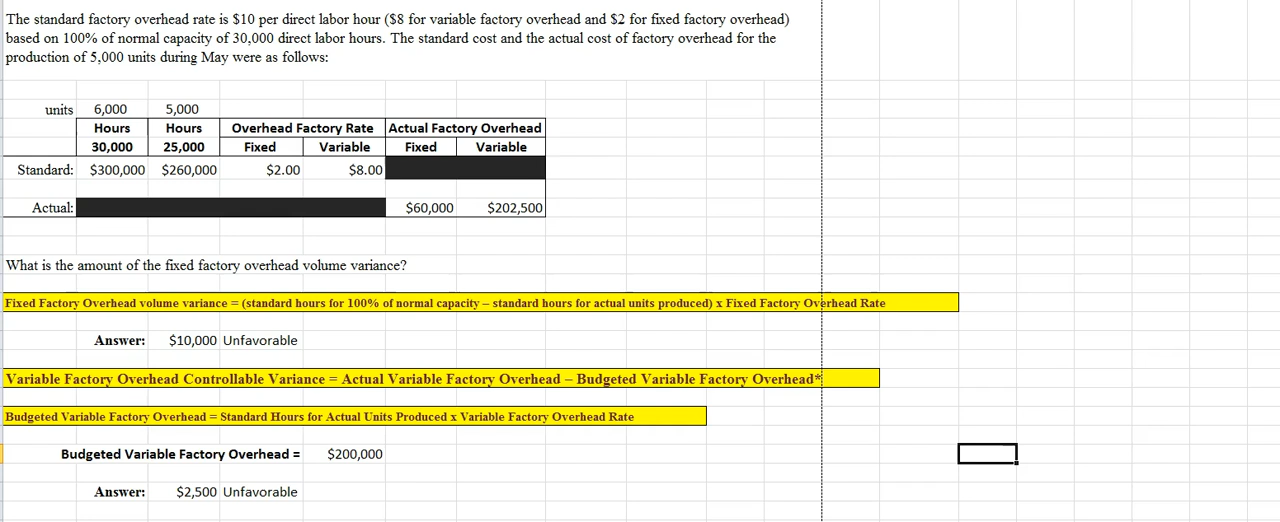 The standard factory overhead rate is $10 per direct labor hour ($8 for variable factory overhead and $2 for fixed factory overhead)
based on 100% of normal capacity of 30,000 direct labor hours. The standard cost and the actual cost of factory overhead for the
production of 5,000 units during May were as follows:
units 6,000 5,000
Hours Hours Overhead Factory Rate Actual Factory Overhead
30,000 25,000 Fixed Variable Fixed Variable
Standard: $300,000 $260,000 $2.00 $8.00
Actual: $60,000 $202,500
What is the amount of the fixed factory overhead volume variance?
Fixed Factory Overhead volume variance = (standard hours for 100% of normal capacity – standard hours for actual units produced) x Fixed Factory Overhead Rate
Answer: $10,000 Unfavorable
Variable Factory Overhead Controllable Variance = Actual Variable Factory Overhead – Budgeted Variable Factory Overhead*
Budgeted Variable Factory Overhead = Standard Hours for Actual Units Produced x Variable Factory Overhead Rate
Budgeted Variable Factory Overhead = $200,000
Answer: $2,500 Unfavorable